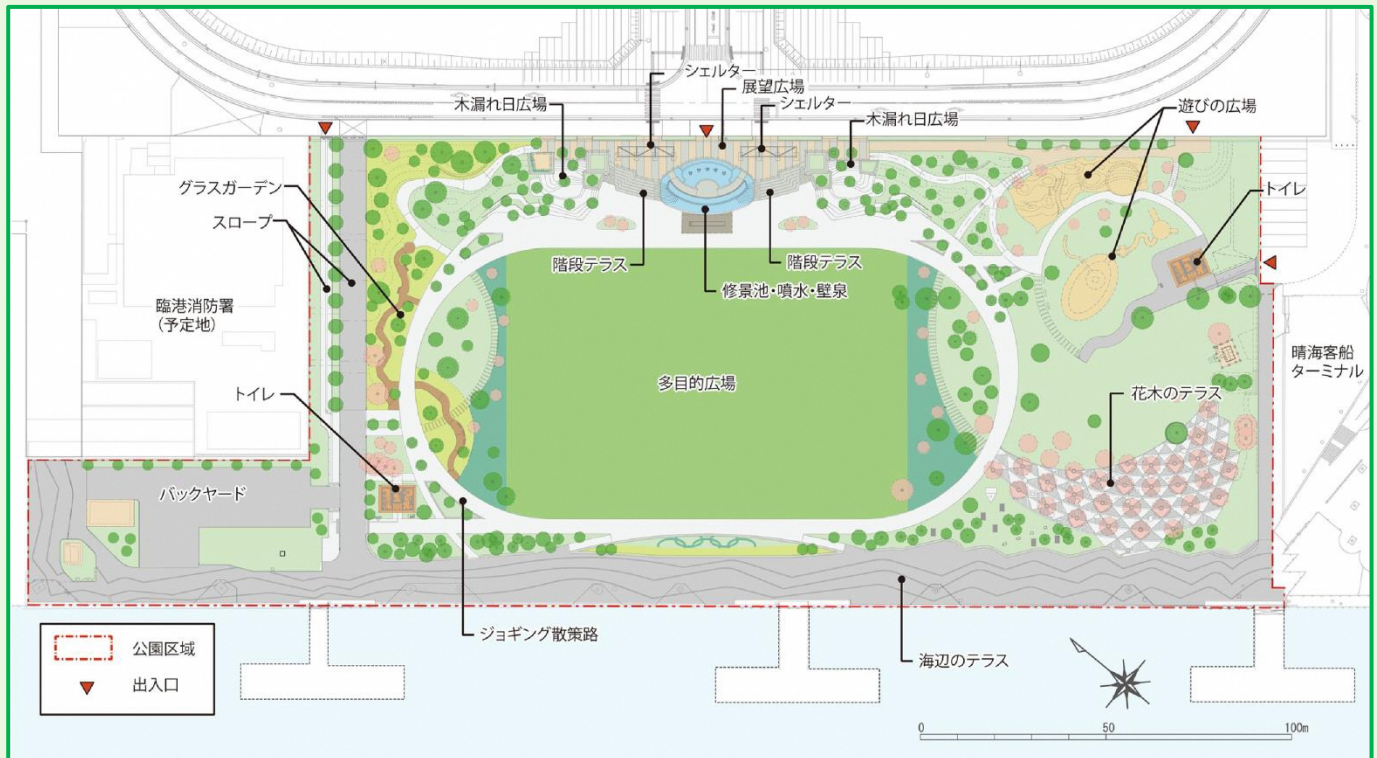 シェルター
展望広場
シェルター
木漏れ日広場
木漏れ日広場
遊びの広場
グラスガーデン
トイレ
スロープ
階段テラス
階段テラス
修景池・噴水・壁泉
臨港消防署
(予定地)
晴海客船
ターミナル
多目的広場
トイレ
花木のテラス
バックヤード
ジョギング散策路
海辺のテラス
公園区域
出入口
0
50
100m